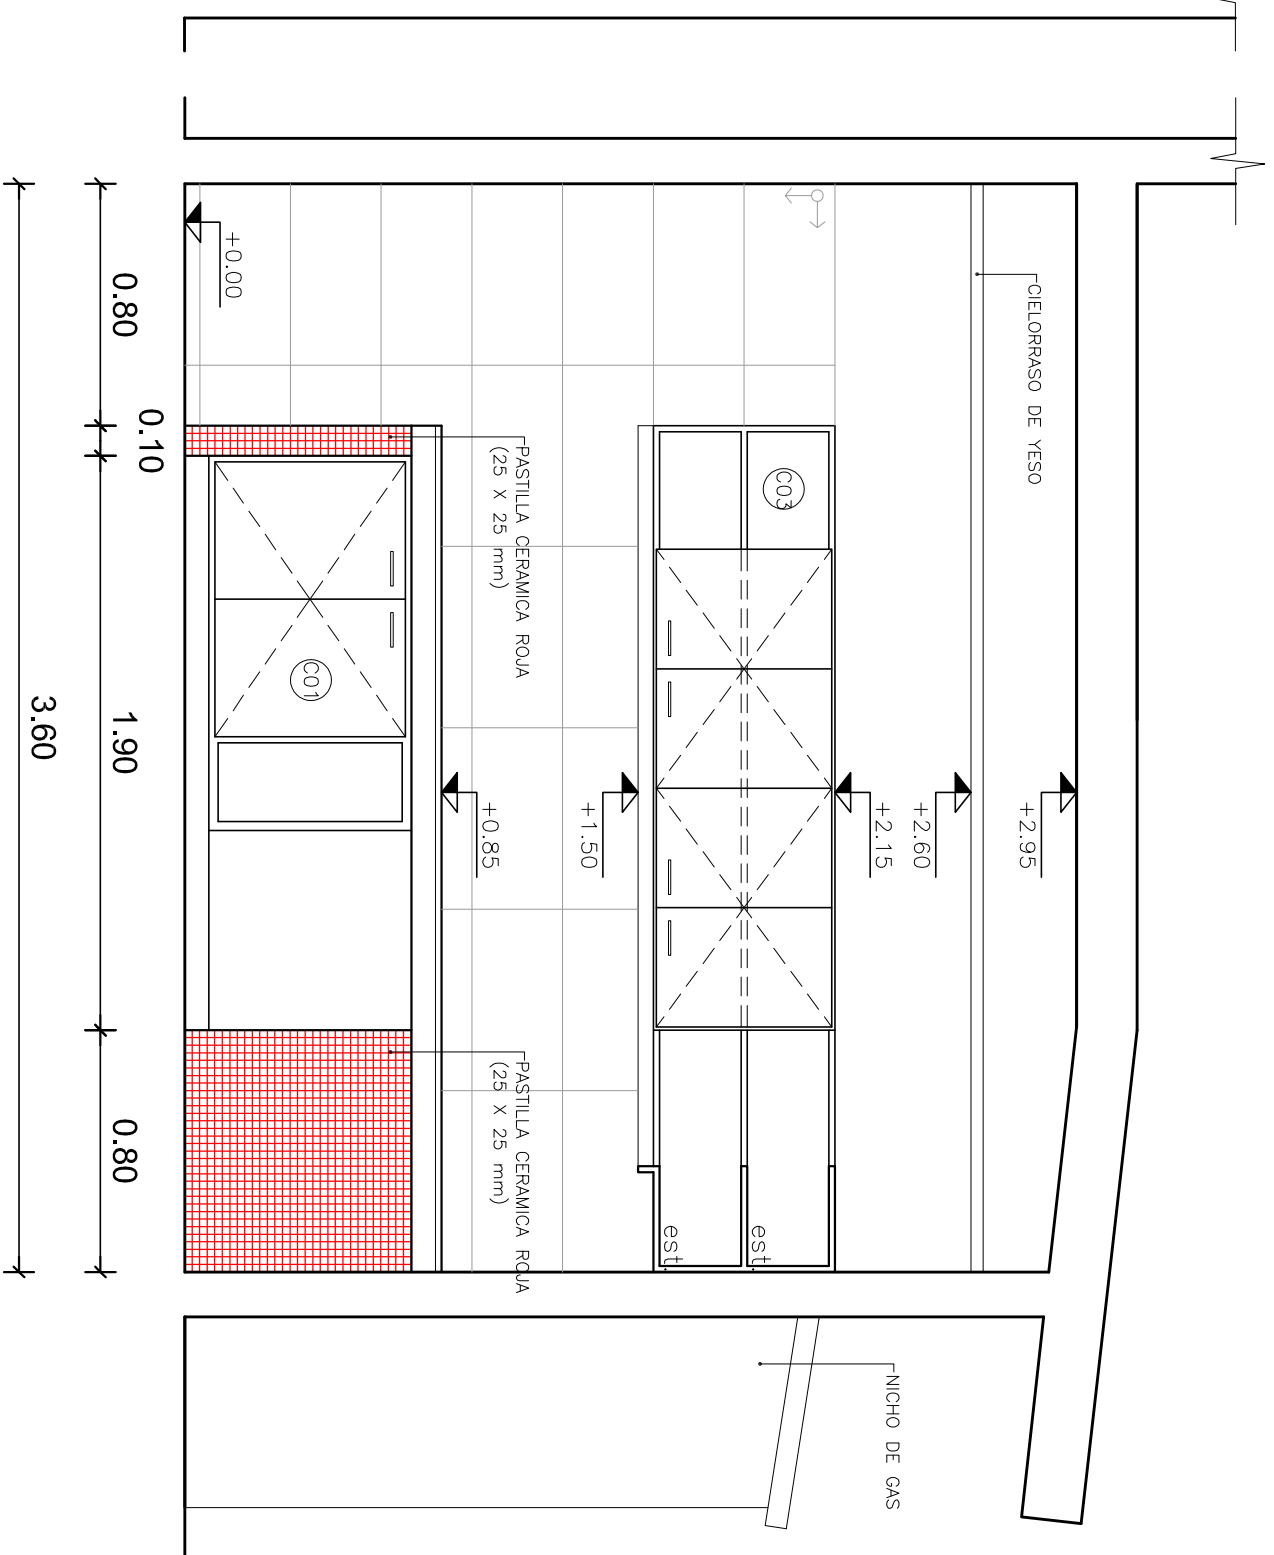 CIELORRASO DE YESO
+2.95
+2.60
+2.15
C03
est.
est.
+1.50
PASTILLA CERAMICA ROJA
(25 X 25 mm)
PASTILLA CERAMICA ROJA
(25 X 25 mm)
+0.85
C01
+0.00
NICHO DE GAS
0.80
0.10
1.90
0.80
3.60